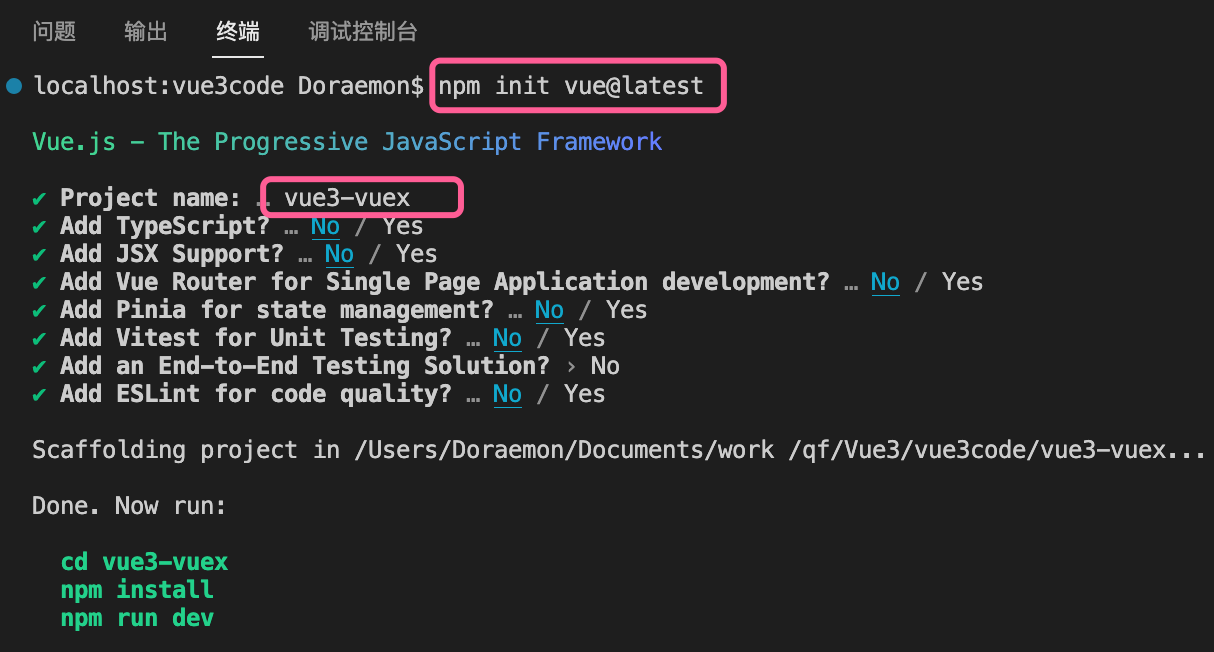 问题 输出 终端 调试控制台
localhost:vue3code Doraemon$ npm init vue@latest
Vue.js - The Progressive JavaScript Framework
✔ Project name: … vue3-vuex
✔ Add TypeScript? … No / Yes
✔ Add JSX Support? … No / Yes
✔ Add Vue Router for Single Page Application development? … No / Yes
✔ Add Pinia for state management? … No / Yes
✔ Add Vitest for Unit Testing? … No / Yes
✔ Add an End-to-End Testing Solution? › No
✔ Add ESLint for code quality? … No / Yes
Scaffolding project in /Users/Doraemon/Documents/work /qf/Vue3/vue3code/vue3-vuex...
Done. Now run:
cd vue3-vuex
npm install
npm run dev